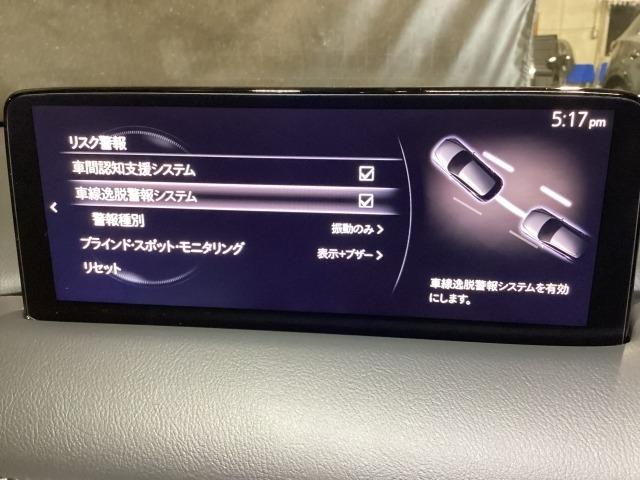 5:17 pm
リスク警報
車間認知支援システム
車線逸脱警報システム
警報種別 振動のみ
ブラインド・スポット・モニタリング 表示+ブザー
リセット
車線逸脱警報システムを有効
にします。